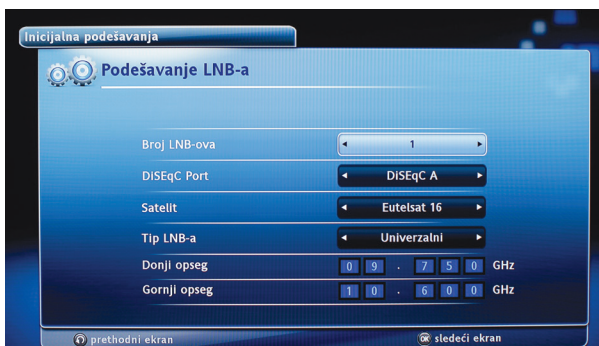 Inicijalna podešavanja
Podešavanje LNB-a
Broj LNB-ova 1
DiSEqC Port DiSEqC A
Satelit Eutelsat 16
Tip LNB-a Univerzalni
Donji opseg 09.750 GHz
Gornji opseg 10.600 GHz
prethodni ekran OK sledeći ekran